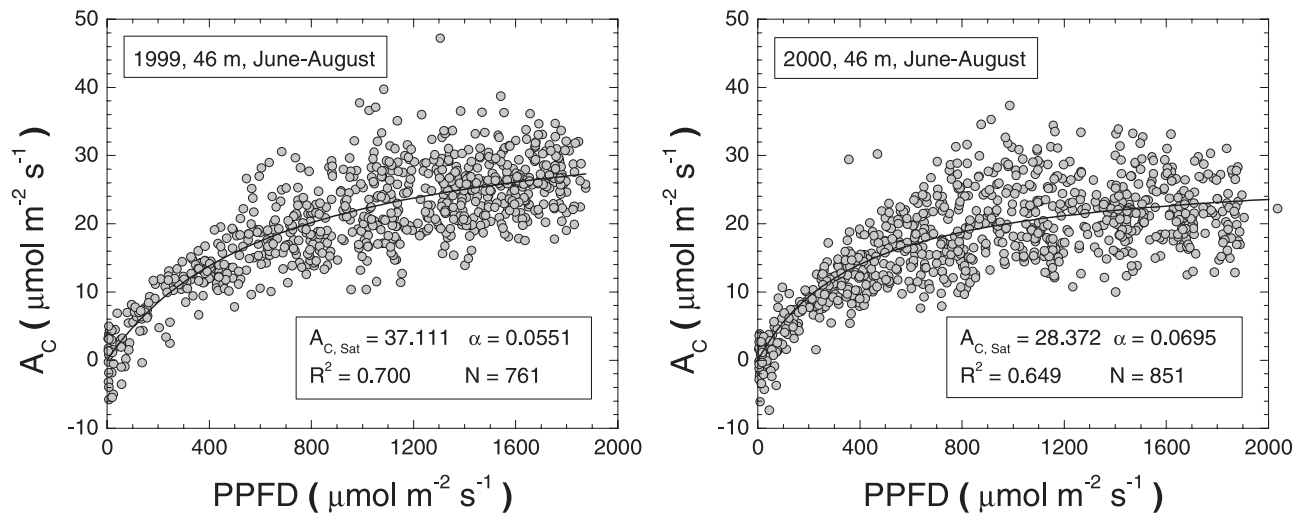 50
40
30
20
10
0
-10
A_C ( μmol m⁻² s⁻¹ )
1999, 46 m, June-August
A_C, Sat = 37.111 α = 0.0551
R² = 0.700 N = 761
0 400 800 1200 1600 2000
PPFD ( μmol m⁻² s⁻¹ )
50
40
30
20
10
0
-10
A_C ( μmol m⁻² s⁻¹ )
2000, 46 m, June-August
A_C, Sat = 28.372 α = 0.0695
R² = 0.649 N = 851
0 400 800 1200 1600 2000
PPFD ( μmol m⁻² s⁻¹ )